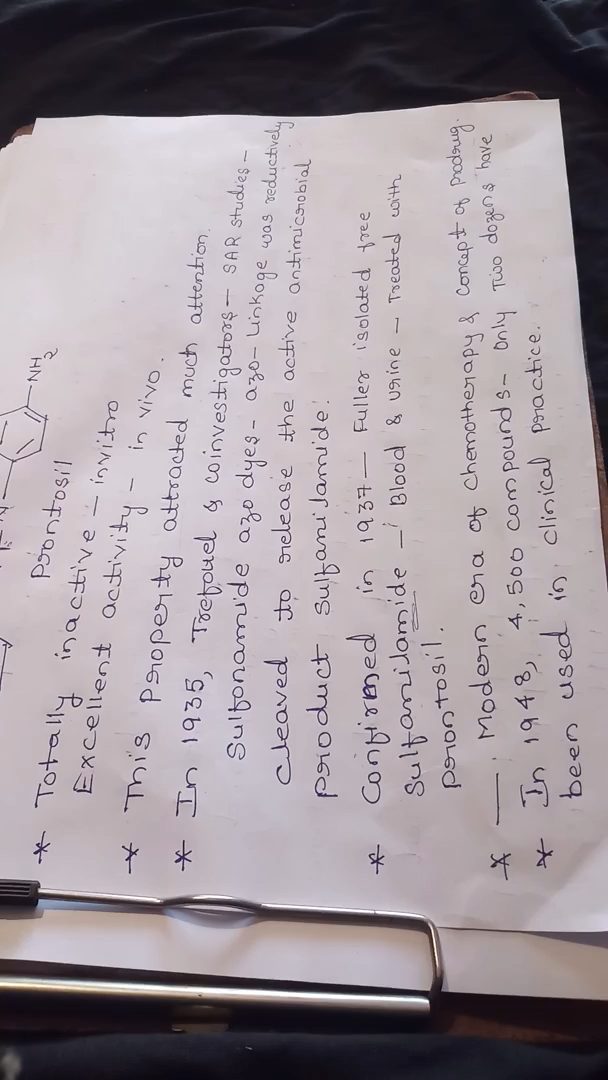 NH2
Prontosil
* Totally inactive - invitro
Excellent activity - in vivo.
* This property attracted much attention.
* In 1935, Trefouel & coinvestigators - SAR studies -
Sulfonamide azo dyes - azo - linkage was reductively
cleaved to release the active antimicrobial
product Sulfanilamide.
* Confirmed in 1937 - Fuller isolated free
Sulfanilamide - Blood & urine - Treated with
prontosil.
* — : Modern era of chemotherapy & concept of prodrug.
* In 1948, 4,500 compounds - only Two dozens have
been used in clinical practice.